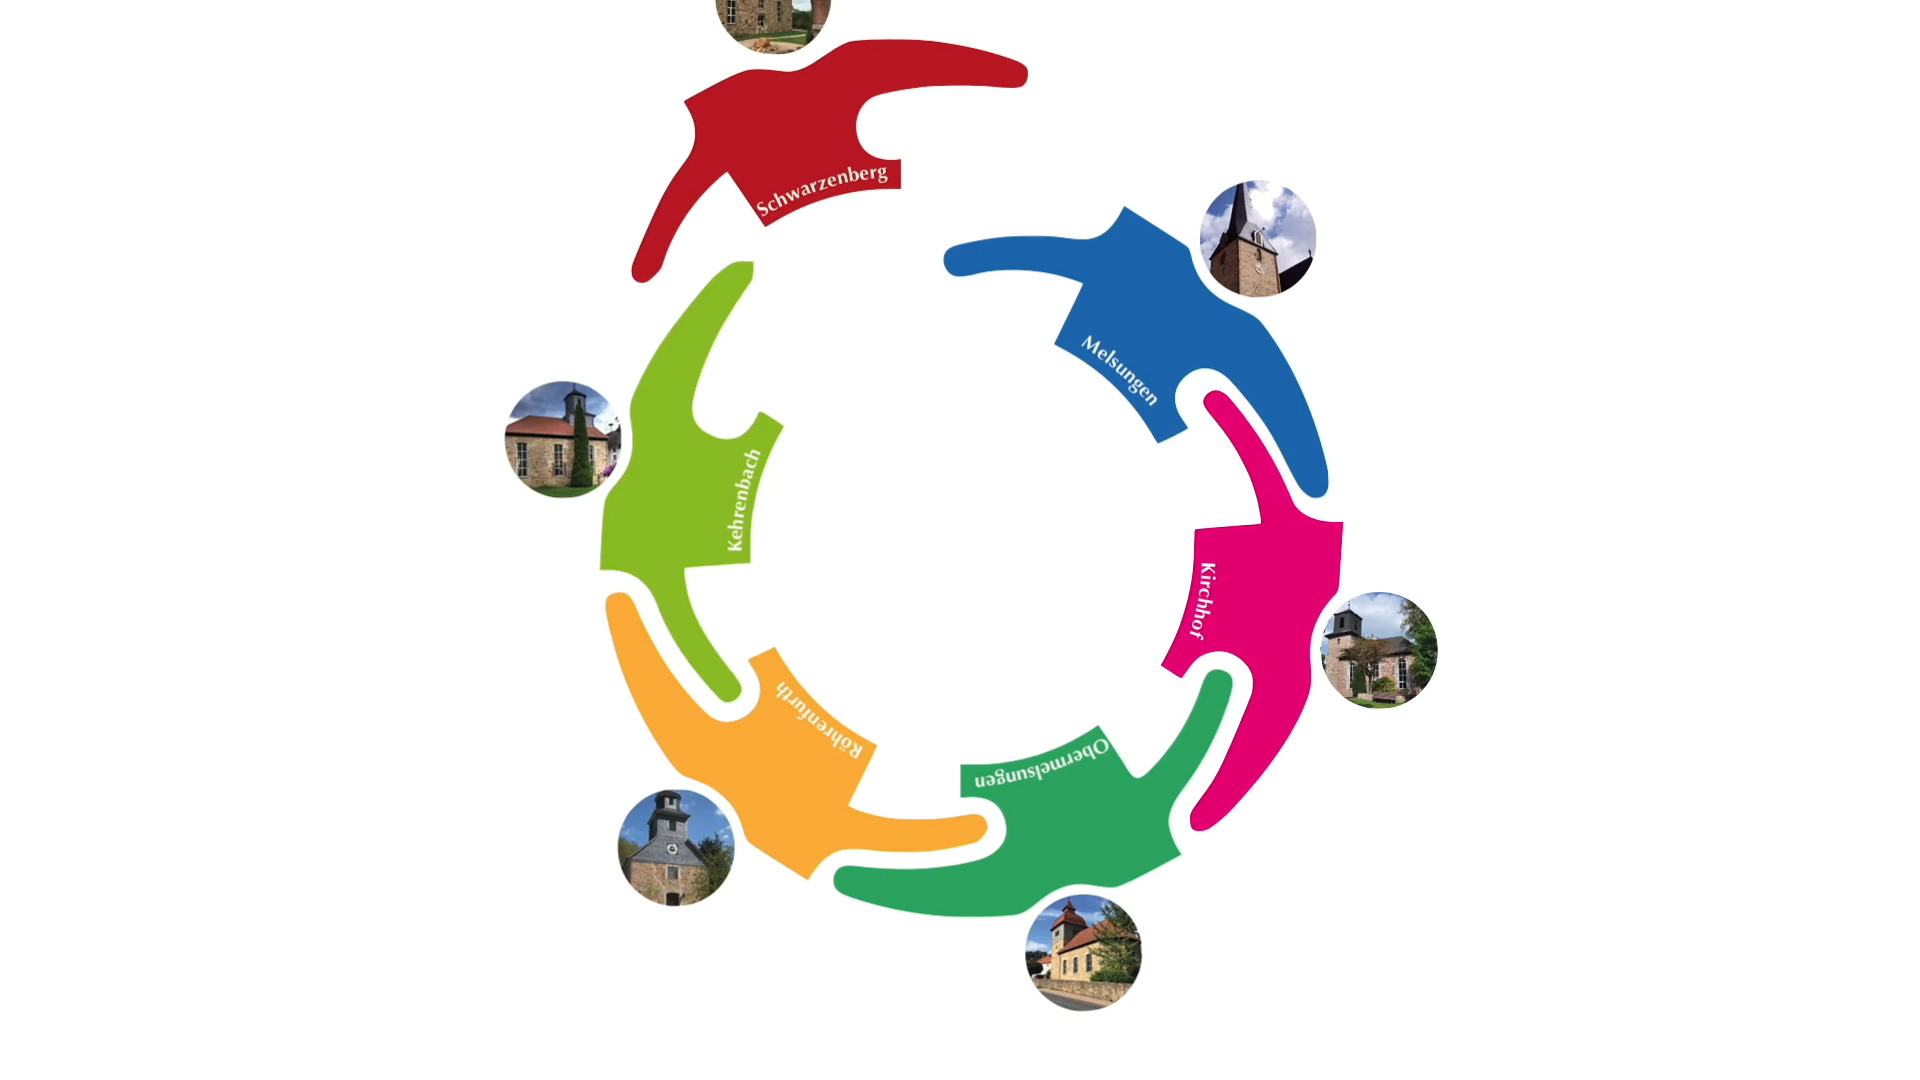 Schwarzenberg
Melsungen
Kirchhof
Obermelsungen
Röhrenfurth
Kehrenbach